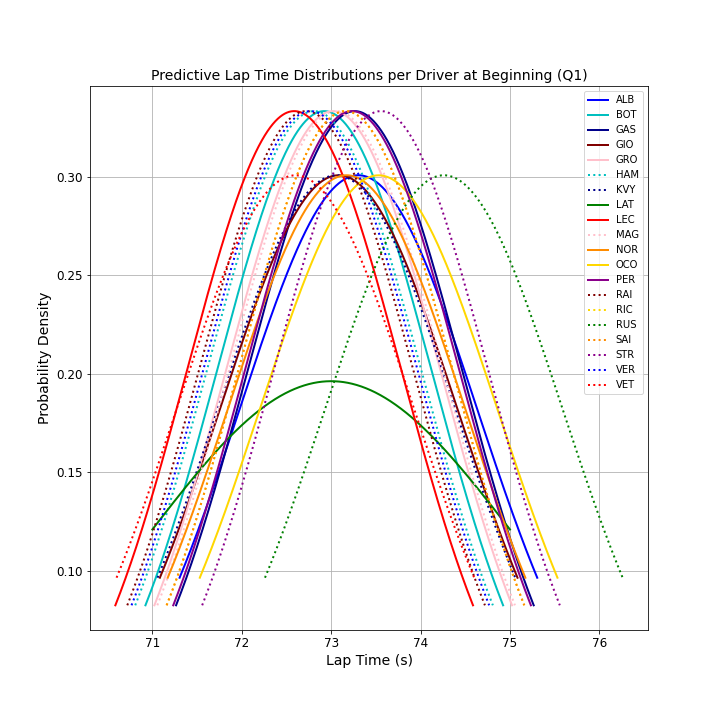 Predictive Lap Time Distributions per Driver at Beginning (Q1)
ALB
BOT
GAS
GIO
GRO
HAM
KVY
LAT
LEC
MAG
NOR
OCO
PER
RAI
RIC
RUS
SAI
STR
VER
VET
0.30
0.25
0.20
0.15
0.10
Probability Density
71 72 73 74 75 76
Lap Time (s)